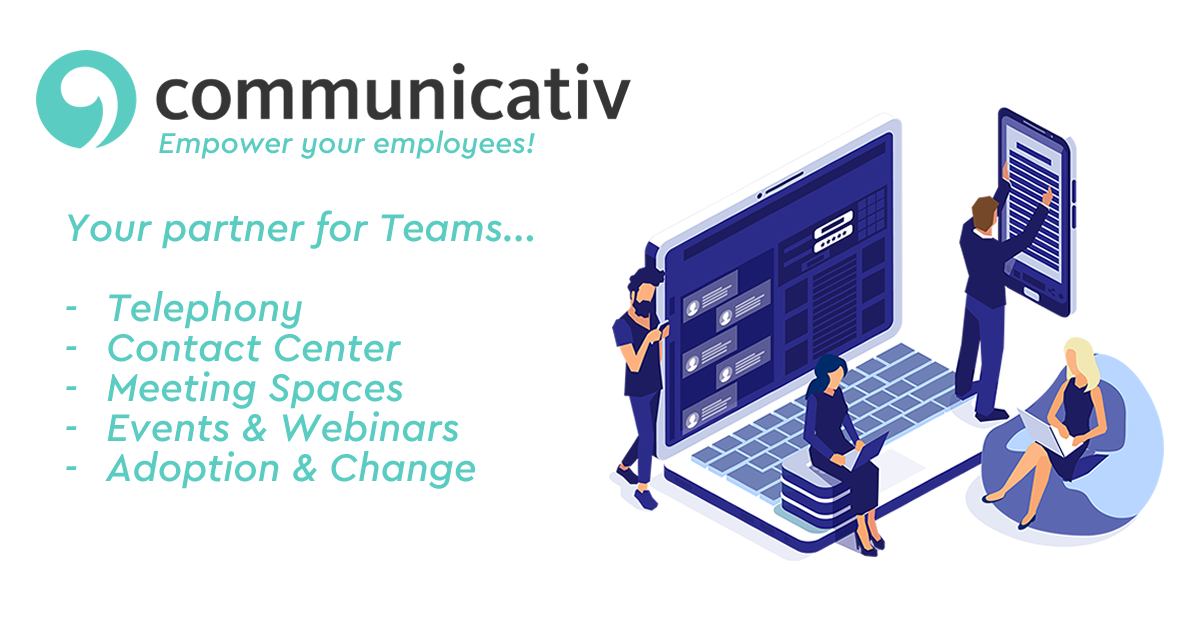 communicativ
Empower your employees!
Your partner for Teams...
- Telephony
- Contact Center
- Meeting Spaces
- Events & Webinars
- Adoption & Change